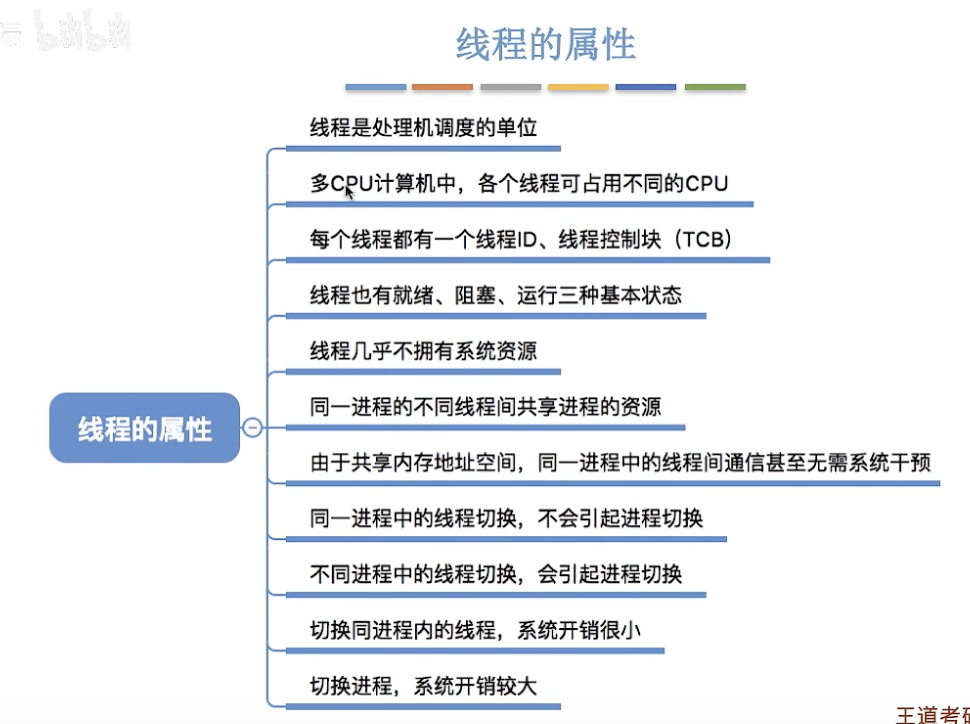 bilibili
线程的属性
线程是处理机调度的单位
多CPU计算机中，各个线程可占用不同的CPU
每个线程都有一个线程ID、线程控制块（TCB）
线程也有就绪、阻塞、运行三种基本状态
线程几乎不拥有系统资源
同一进程的不同线程间共享进程的资源
线程的属性
由于共享内存地址空间，同一进程中的线程间通信甚至无需系统干预
同一进程中的线程切换，不会引起进程切换
不同进程中的线程切换，会引起进程切换
切换同进程内的线程，系统开销很小
切换进程，系统开销较大
王道考研